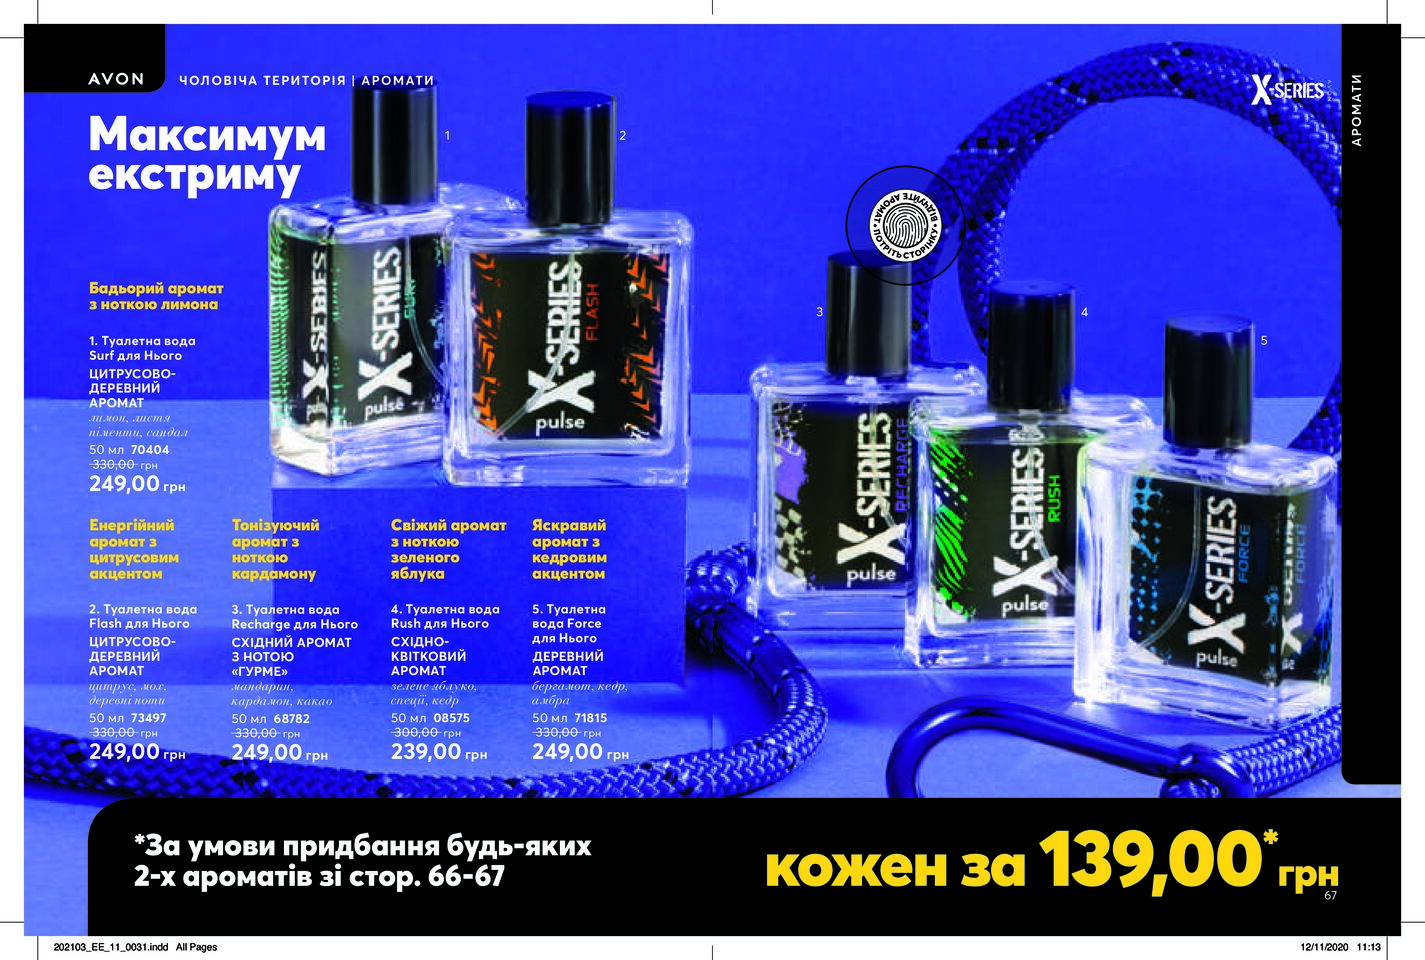 AVON
ЧОЛОВІЧА ТЕРИТОРІЯ | АРОМАТИ
X-SERIES
АРОМАТИ
Максимум
екстриму
1
2
3
4
5
ВІДЧУЙТЕ АРОМАТ • ПОТРІТЬ СТОРІНКУ •
X-SERIES
pulse
X-SERIES
SURF
pulse
X-SERIES
FLASH
pulse
X-SERIES
RECHARGE
pulse
X-SERIES
RUSH
pulse
X-SERIES
FORCE
pulse
Бадьорий аромат
з ноткою лимона
1. Туалетна вода
Surf для Нього
ЦИТРУСОВО-
ДЕРЕВНИЙ
АРОМАТ
лимон, листя
піменти, сандал
50 мл 70404
330,00 грн
249,00 грн
Енергійний
аромат з
цитрусовим
акцентом
2. Туалетна вода
Flash для Нього
ЦИТРУСОВО-
ДЕРЕВНИЙ
АРОМАТ
цитрус, мох,
деревні ноти
50 мл 73497
330,00 грн
249,00 грн
Тонізуючий
аромат з
ноткою
кардамону
3. Туалетна вода
Recharge для Нього
СХІДНИЙ АРОМАТ
З НОТОЮ
«ГУРМЕ»
мандарин,
кардамон, какао
50 мл 68782
330,00 грн
249,00 грн
Свіжий аромат
з ноткою
зеленого
яблука
4. Туалетна вода
Rush для Нього
СХІДНО-
КВІТКОВИЙ
АРОМАТ
зелене яблуко,
спеції, кедр
50 мл 08575
300,00 грн
239,00 грн
Яскравий
аромат з
кедровим
акцентом
5. Туалетна
вода Force
для Нього
ДЕРЕВНИЙ
АРОМАТ
бергамот, кедр,
амбра
50 мл 71815
330,00 грн
249,00 грн
*За умови придбання будь-яких
2-х ароматів зі стор. 66-67
кожен за 139,00* грн
67
202103_EE_11_0031.indd All Pages
12/11/2020 11:13